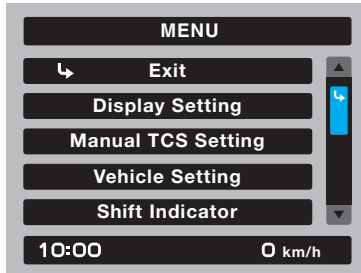 MENU
Exit
Display Setting
Manual TCS Setting
Vehicle Setting
Shift Indicator
10:00 0 km/h